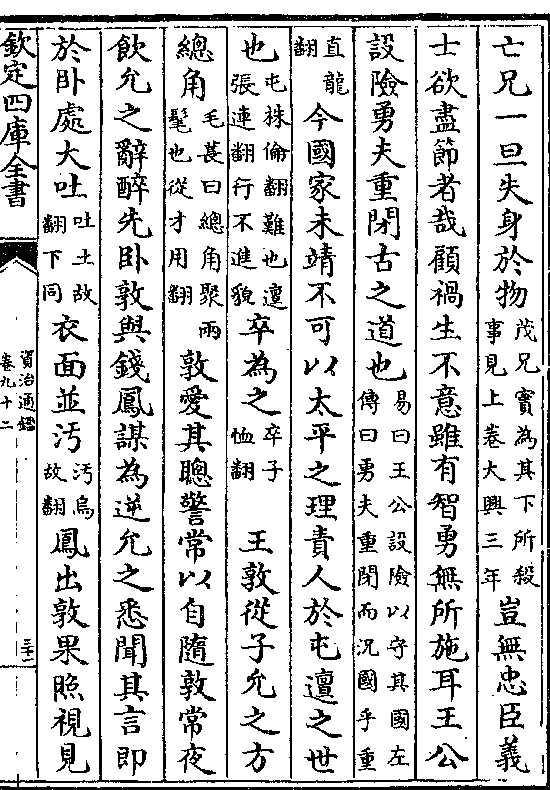 亡兄一旦失身於物茂兄寶為其下所殺事見上卷大興三年豈無忠臣義
士欲盡節者哉顧禍生不意雖有智勇無所施耳王公
設險勇夫重閉古之道也易曰王公設險以守其國左傳曰勇夫重閉而況國乎重
直龍翻今國家未靖不可以太平之理責人於屯邅之世
也屯株倫翻難也邅張連翻行不進貌卒為之卒子恤翻王敦從子允之方
總角毛萇曰總角聚兩髦也從才用翻敦愛其聰警常以自隨敦常夜
飲允之辭醉先卧敦與錢鳳謀為逆允之悉聞其言即
於卧處大吐吐土故翻下同衣面並汚汚烏故翻鳳出敦果照視見
欽定四庫全書
資治通鑑
卷九十二
三十二